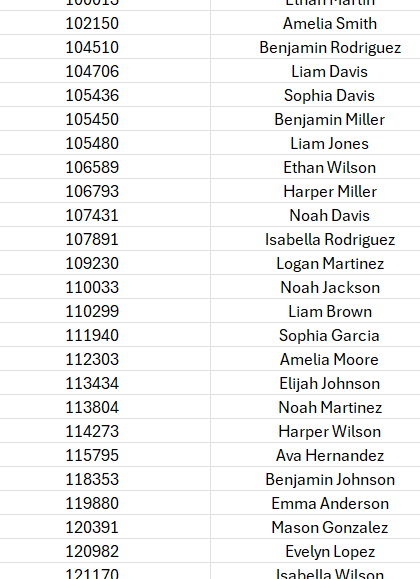 102150 Amelia Smith
104510 Benjamin Rodriguez
104706 Liam Davis
105436 Sophia Davis
105450 Benjamin Miller
105480 Liam Jones
106589 Ethan Wilson
106793 Harper Miller
107431 Noah Davis
107891 Isabella Rodriguez
109230 Logan Martinez
110033 Noah Jackson
110299 Liam Brown
111940 Sophia Garcia
112303 Amelia Moore
113434 Elijah Johnson
113804 Noah Martinez
114273 Harper Wilson
115795 Ava Hernandez
118353 Benjamin Johnson
119880 Emma Anderson
120391 Mason Gonzalez
120982 Evelyn Lopez
121170 Isabella Wilson